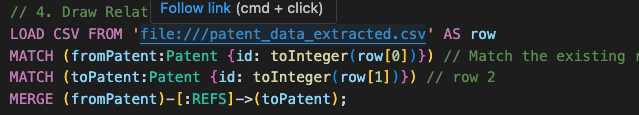 // 4. Draw Relat
Follow link (cmd + click)
LOAD CSV FROM 'file:///patent_data_extracted.csv' AS row
MATCH (fromPatent:Patent {id: toInteger(row[0])}) // Match the existing
MATCH (toPatent:Patent {id: toInteger(row[1])}) // row 2
MERGE (fromPatent)-[:REFS]->(toPatent);